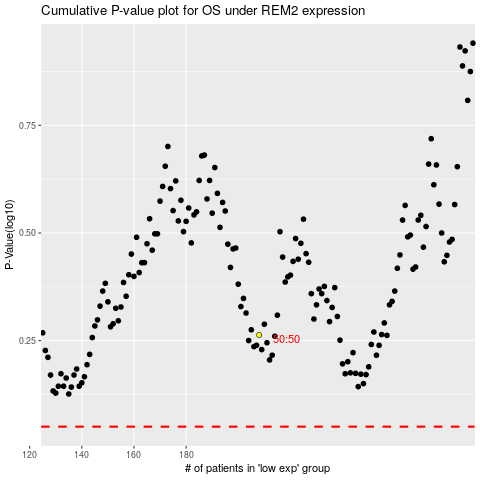 Cumulative P-value plot for OS under REM2 expression
P-Value(log10)
0.75
0.50
0.25
50:50
120 140 160 180
# of patients in 'low exp' group